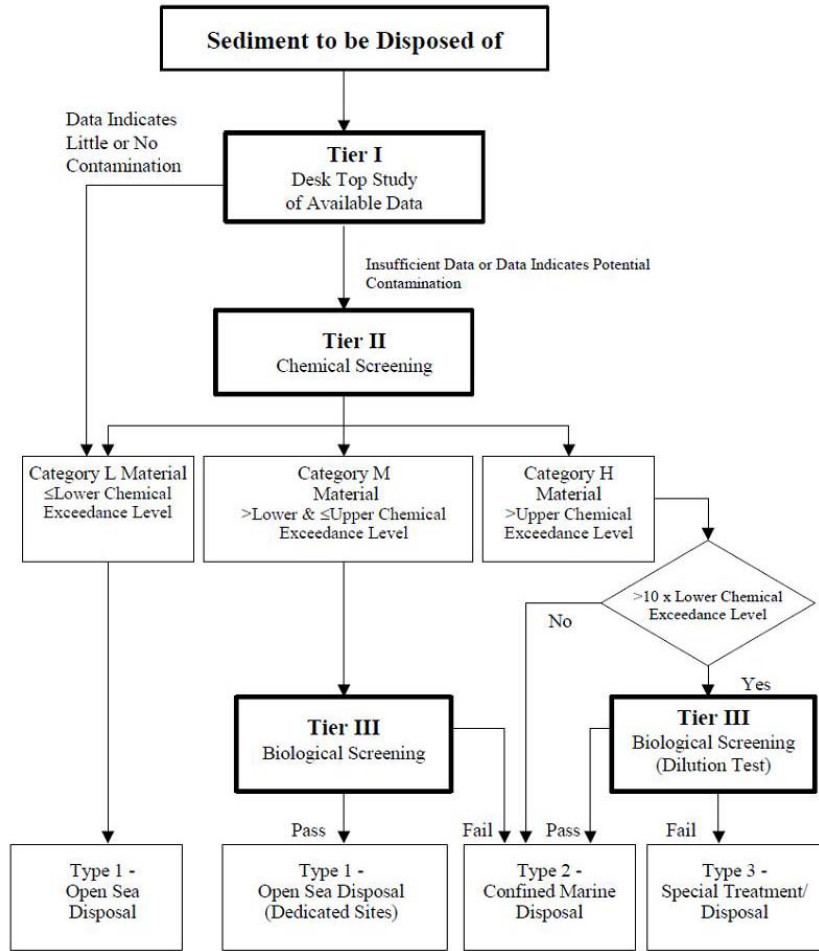 Sediment to be Disposed of
Data Indicates
Little or No
Contamination
Tier I
Desk Top Study
of Available Data
Insufficient Data or Data Indicates Potential
Contamination
Tier II
Chemical Screening
Category L Material
≤Lower Chemical
Exceedance Level
Category M
Material
>Lower & ≤Upper Chemical
Exceedance Level
Category H
Material
>Upper Chemical
Exceedance Level
>10 x Lower Chemical
Exceedance Level
No
Yes
Tier III
Biological Screening
Tier III
Biological Screening
(Dilution Test)
Pass
Fail
Pass
Fail
Type 1 -
Open Sea
Disposal
Type 1 -
Open Sea Disposal
(Dedicated Sites)
Type 2 -
Confined Marine
Disposal
Type 3 -
Special Treatment/
Disposal